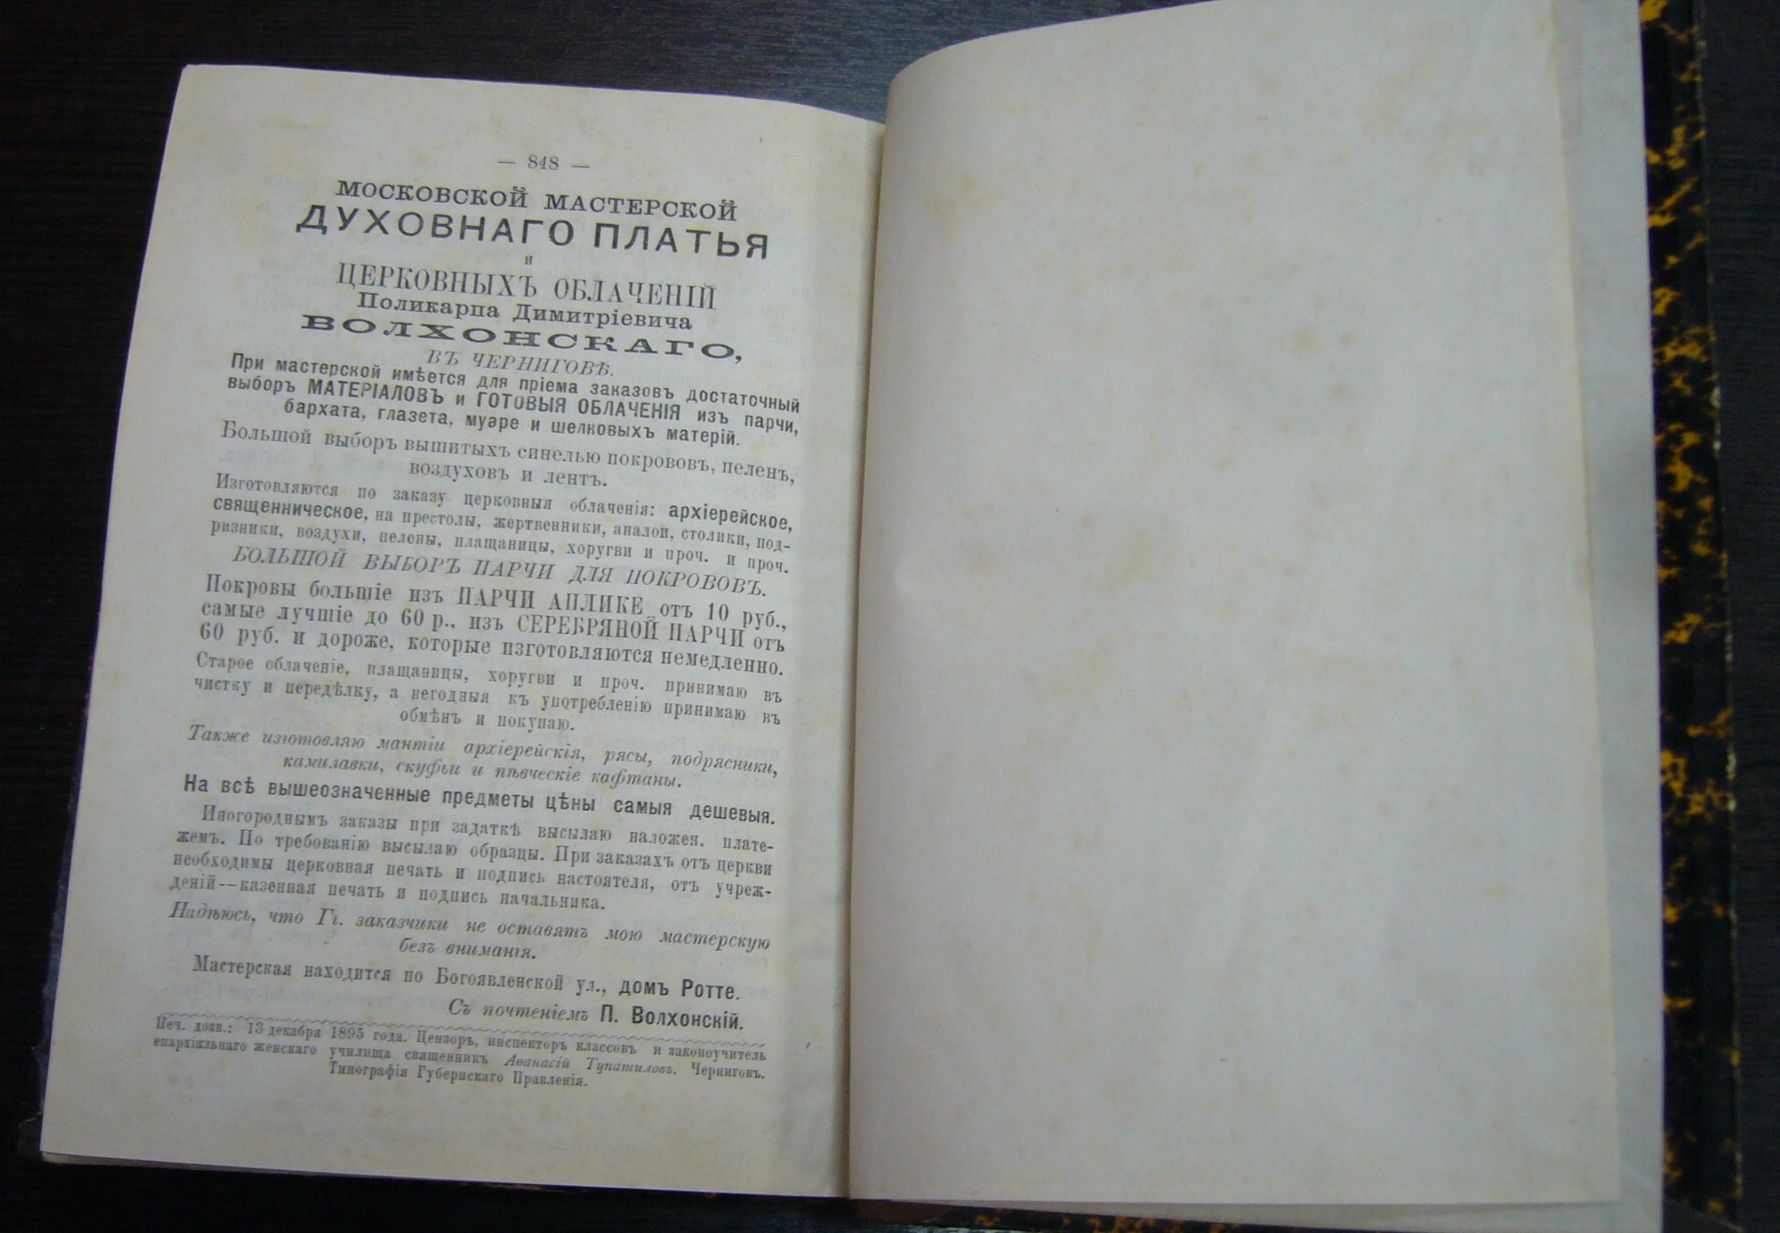 — 848 —
МОСКОВСКОЙ МАСТЕРСКОЙ
ДУХОВНАГО ПЛАТЬЯ
и
ЦЕРКОВНЫХЪ ОБЛАЧЕНІЙ
Поликарпа Димитріевича
ВОЛХОНСКАГО,
ВЪ ЧЕРНИГОВѢ.
При мастерской имѣется для пріема заказовъ достаточный
выборъ МАТЕРІАЛОВЪ и ГОТОВЫЯ ОБЛАЧЕНІЯ изъ парчи,
бархата, глазета, муаре и шелковыхъ матерій.
Большой выборъ вышитыхъ синелью покрововъ, пеленъ,
воздуховъ и лентъ.
Изготовляются по заказу церковныя облаченія: архіерейское,
священническое, на престолы, жертвенники, аналои, столики, под-
ризники, воздухи, пелены, плащаницы, хоругви и проч. и проч.
БОЛЬШОЙ ВЫБОРЪ ПАРЧИ ДЛЯ ПОКРОВОВЪ.
Покровы большіе изъ ПАРЧИ АПЛИКЕ отъ 10 руб.,
самые лучшіе до 60 р., изъ СЕРЕБРЯНОЙ ПАРЧИ отъ
60 руб. и дороже, которые изготовляются немедленно.
Старое облаченіе, плащаницы, хоругви и проч. принимаю въ
чистку и передѣлку, а негодныя къ употребленію принимаю въ
обмѣнъ и покупаю.
Также изготовляю мантіи архіерейскія, рясы, подрясники,
камилавки, скуфьи и пѣвческіе кафтаны.
На всѣ вышеозначенные предметы цѣны самыя дешевыя.
Иногороднымъ заказы при задаткѣ высылаю наложен. плате-
жемъ. По требованію высылаю образцы. При заказахъ отъ церкви
необходимы церковная печать и подпись настоятеля, отъ учреж-
деній—казенная печать и подпись начальника.
Надѣюсь, что Гг. заказчики не оставятъ мою мастерскую
безъ вниманія.
Мастерская находится по Богоявленской ул., домъ Ротте.
Съ почтеніемъ П. Волхонскій.
Печ. дозв.: 13 декабря 1895 года. Цензоръ, инспекторъ классовъ и законоучитель
епархіальнаго женскаго училища священникъ Аѳанасій Тупатиловъ. Черниговъ.
Типографія Губернскаго Правленія.